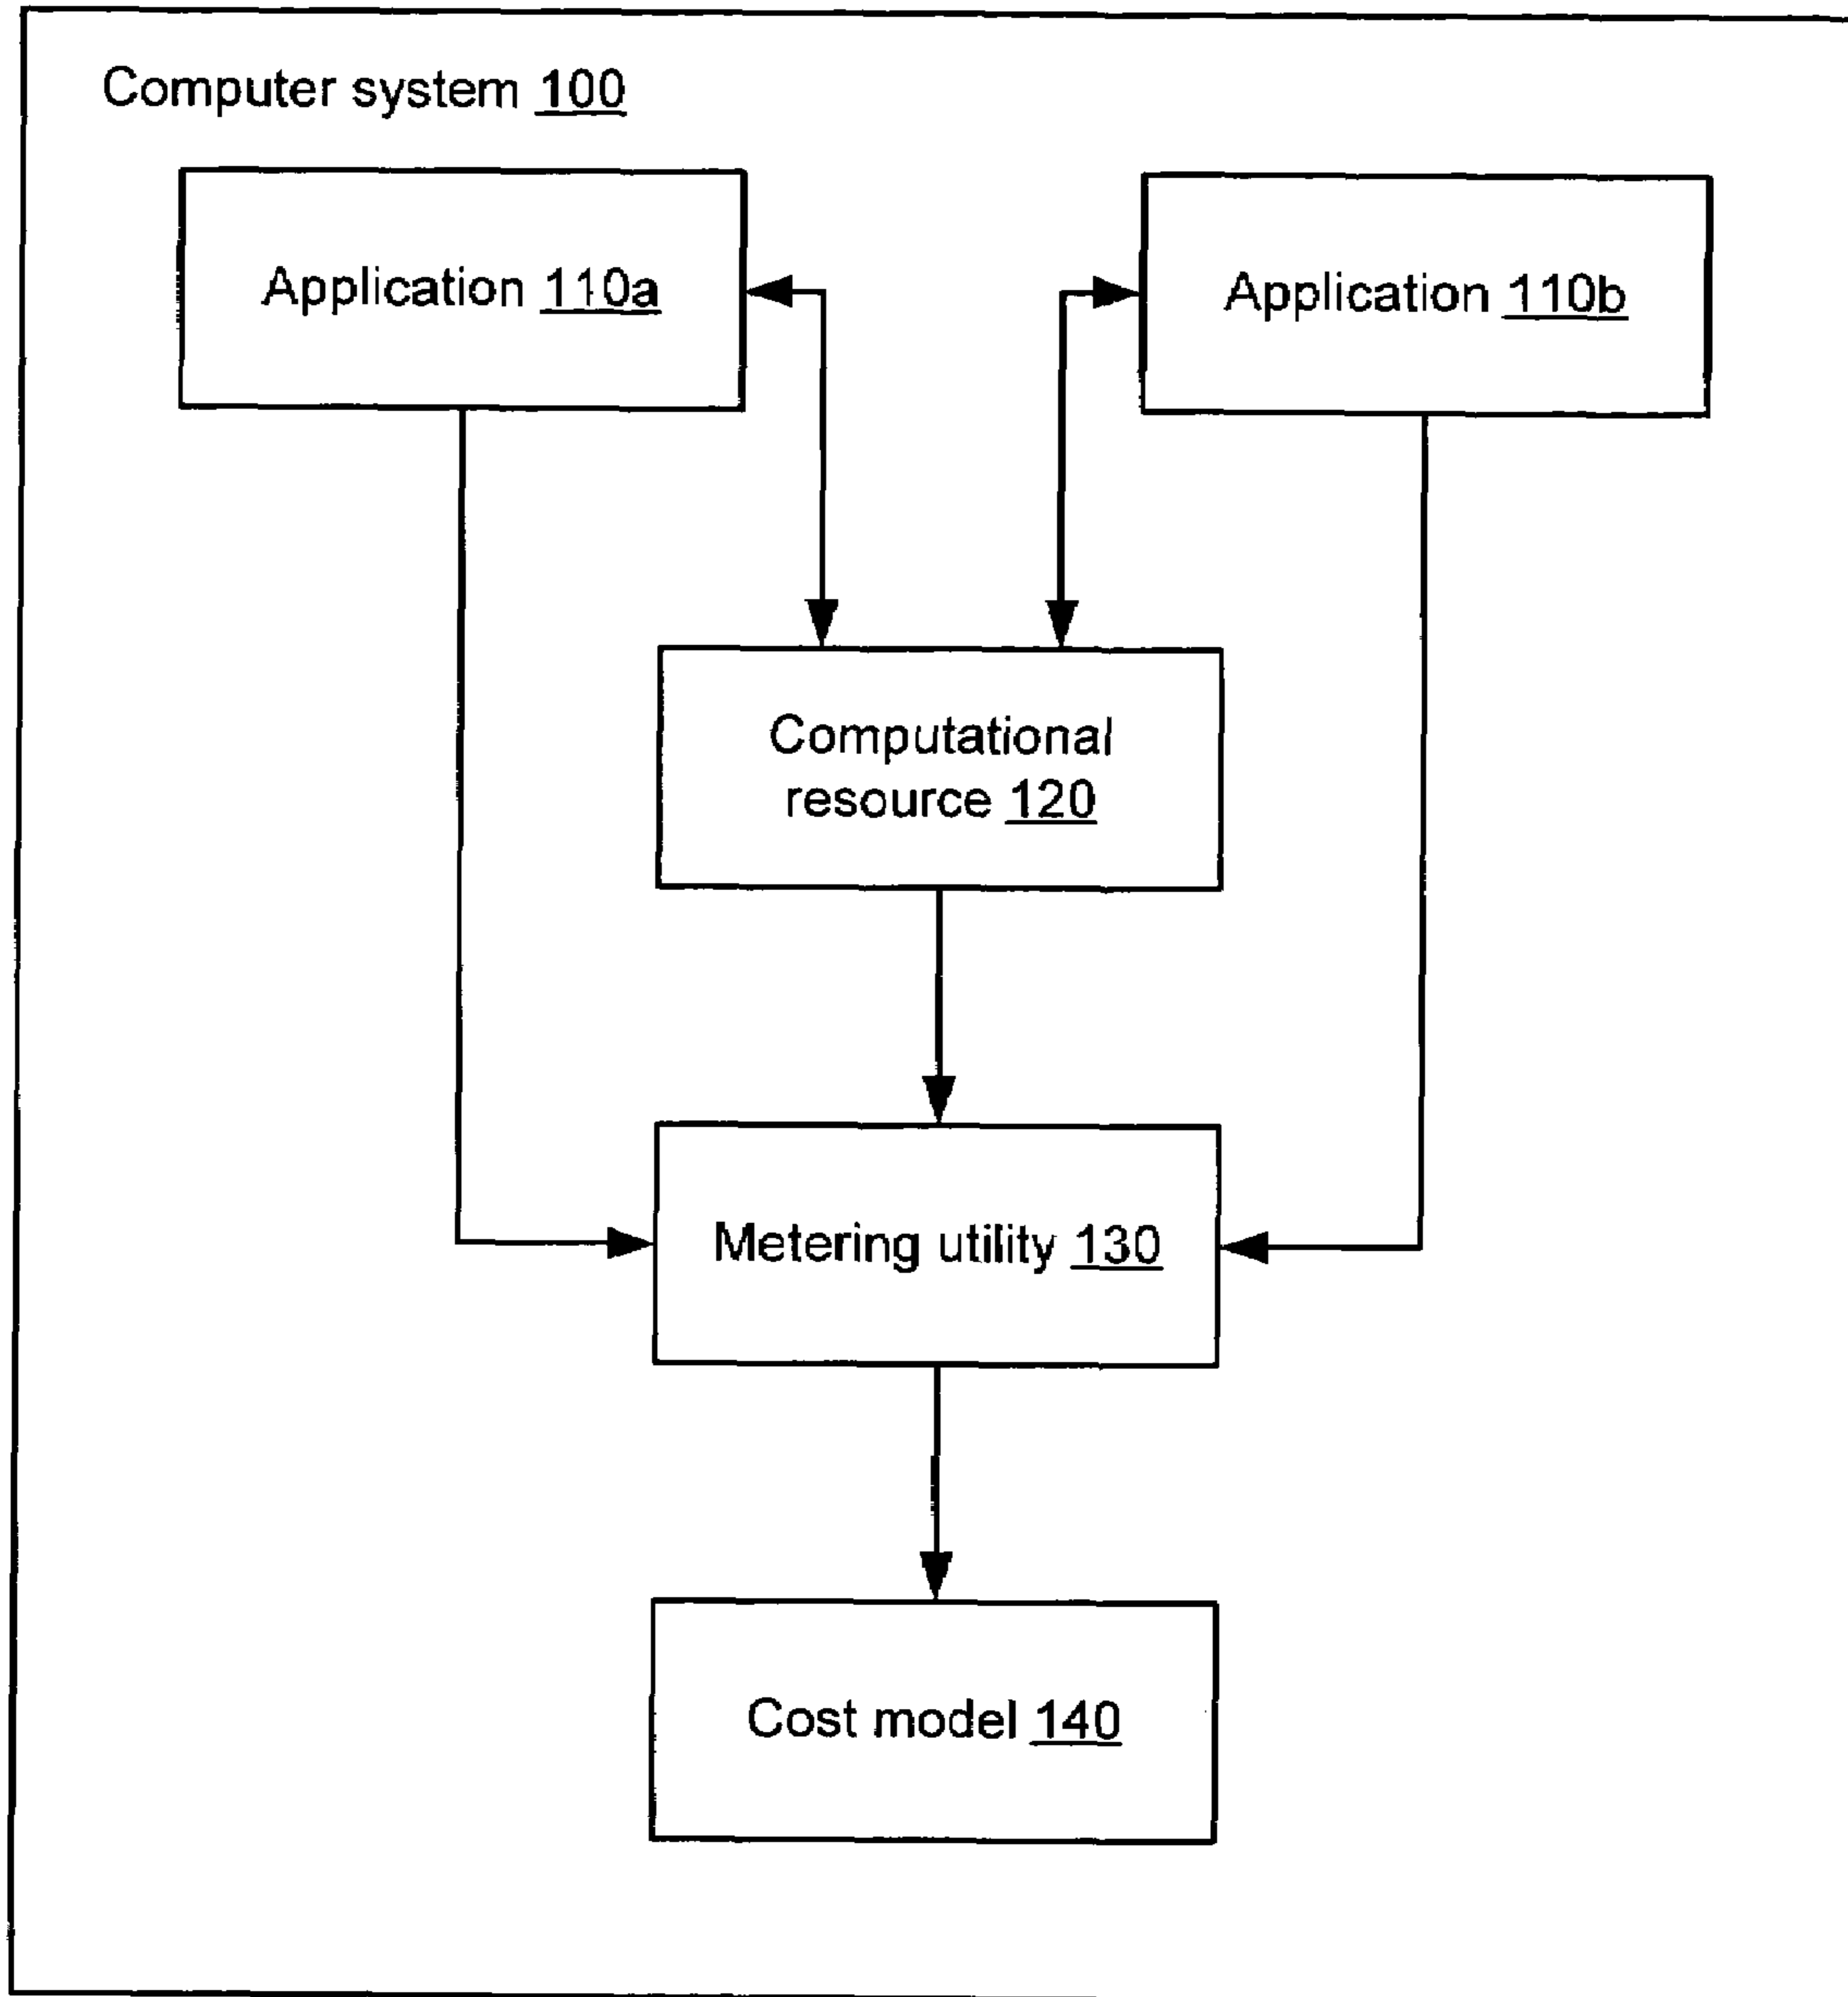 Computer system 100
Application 110a
Application 110b
Computational
resource 120
Metering utility 130
Cost model 140